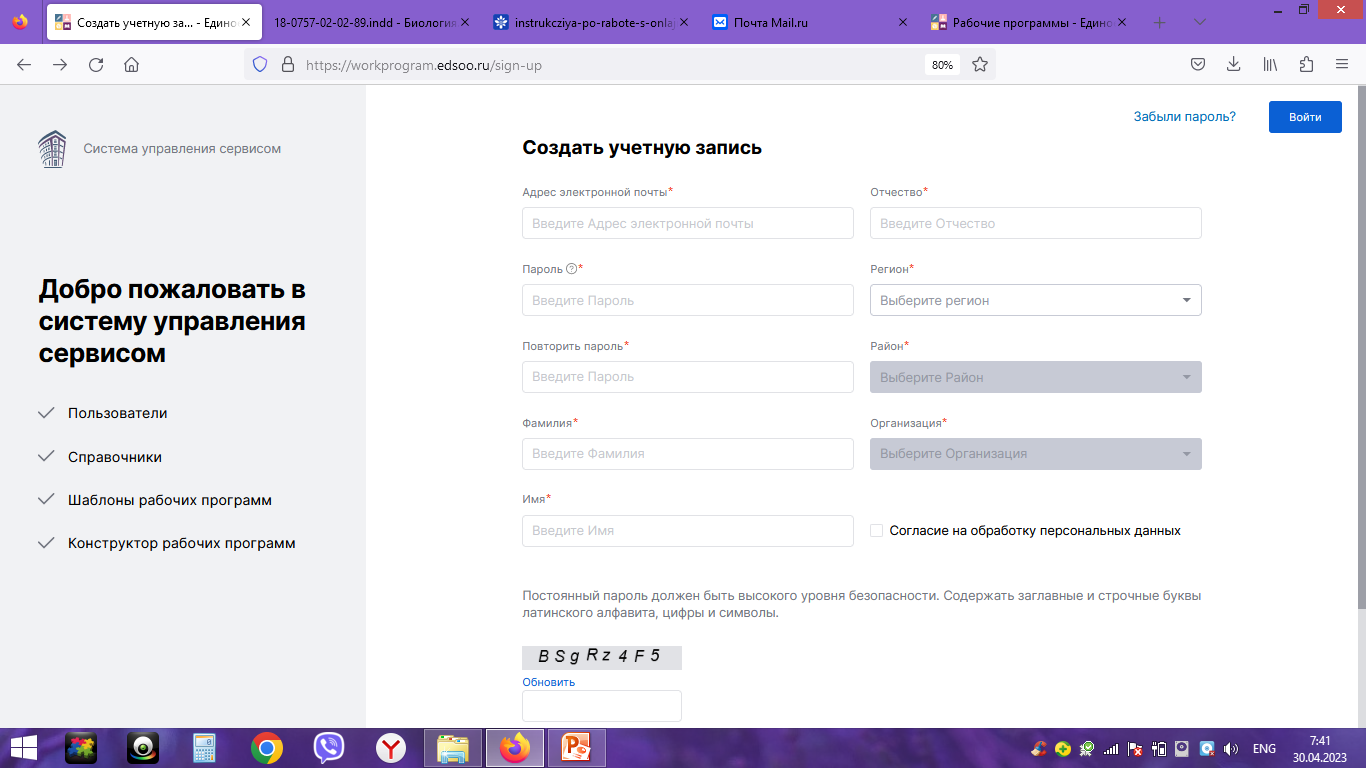 Создать учетную за... - Едино
18-0757-02-02-89.indd - Биология
instrukcziya-po-rabote-s-onla
Почта Mail.ru
Рабочие программы - Едино
https://workprogram.edsoo.ru/sign-up
80%
Система управления сервисом
Забыли пароль?
Войти
Добро пожаловать в
систему управления
сервисом
Пользователи
Справочники
Шаблоны рабочих программ
Конструктор рабочих программ
Создать учетную запись
Адрес электронной почты*
Введите Адрес электронной почты
Отчество*
Введите Отчество
Пароль ?*
Введите Пароль
Регион*
Выберите регион
Повторить пароль*
Введите Пароль
Район*
Выберите Район
Фамилия*
Введите Фамилия
Организация*
Выберите Организация
Имя*
Введите Имя
Согласие на обработку персональных данных
Постоянный пароль должен быть высокого уровня безопасности. Содержать заглавные и строчные буквы
латинского алфавита, цифры и символы.
B S g R z 4 F 5
Обновить
ENG
7:41
30.04.2023